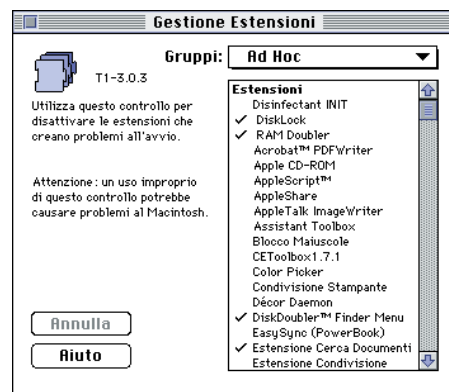 Gestione Estensioni
Gruppi: Ad Hoc
T1-3.0.3
Utilizza questo controllo per
disattivare le estensioni che
creano problemi all'avvio.
Attenzione: un uso improprio
di questo controllo potrebbe
causare problemi al Macintosh.
Annulla
Aiuto
Estensioni
Disinfectant INIT
✓ DiskLock
✓ RAM Doubler
Acrobat™ PDFWriter
Apple CD-ROM
AppleScript™
AppleShare
AppleTalk ImageWriter
Assistant Toolbox
Blocco Maiuscole
CEToolbox1.7.1
Color Picker
Condivisione Stampante
Décor Daemon
✓ DiskDoubler™ Finder Menu
EasySync (PowerBook)
✓ Estensione Cerca Documenti
Estensione Condivisione